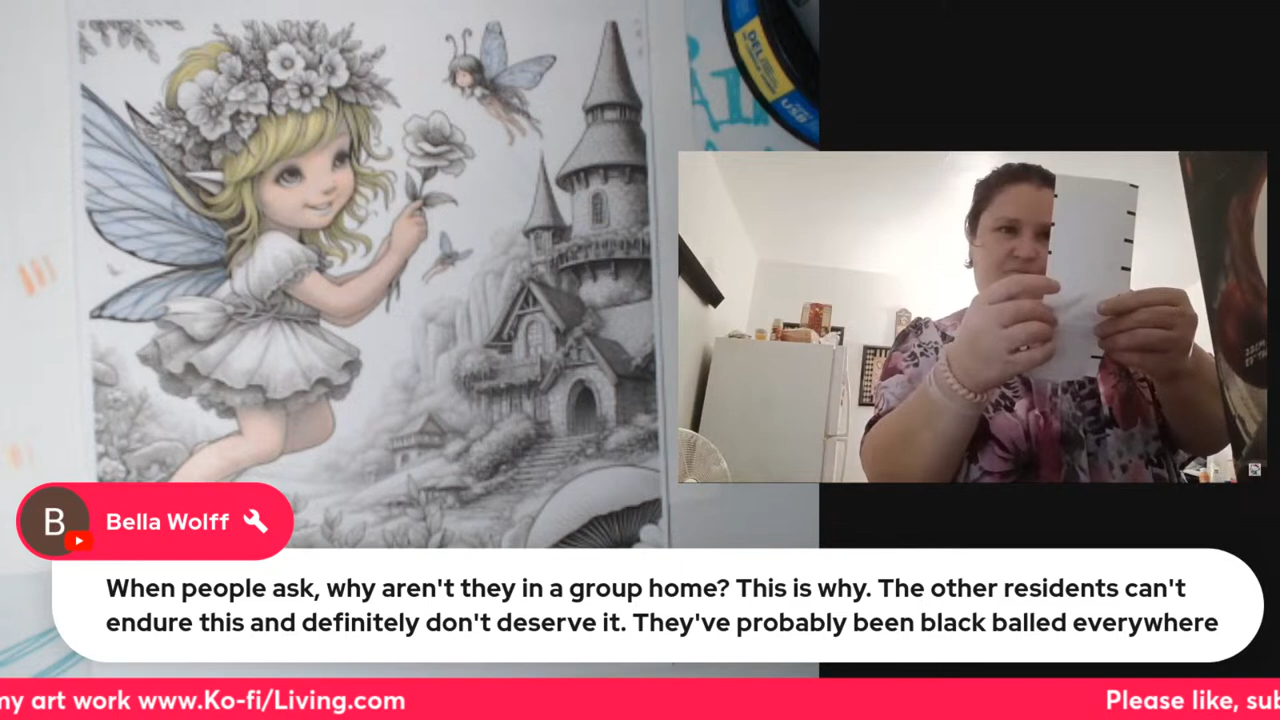 DEL
USA
B
Bella Wolff
When people ask, why aren't they in a group home? This is why. The other residents can't
endure this and definitely don't deserve it. They've probably been black balled everywhere
my art work www.Ko-fi/Living.com
Please like, sub